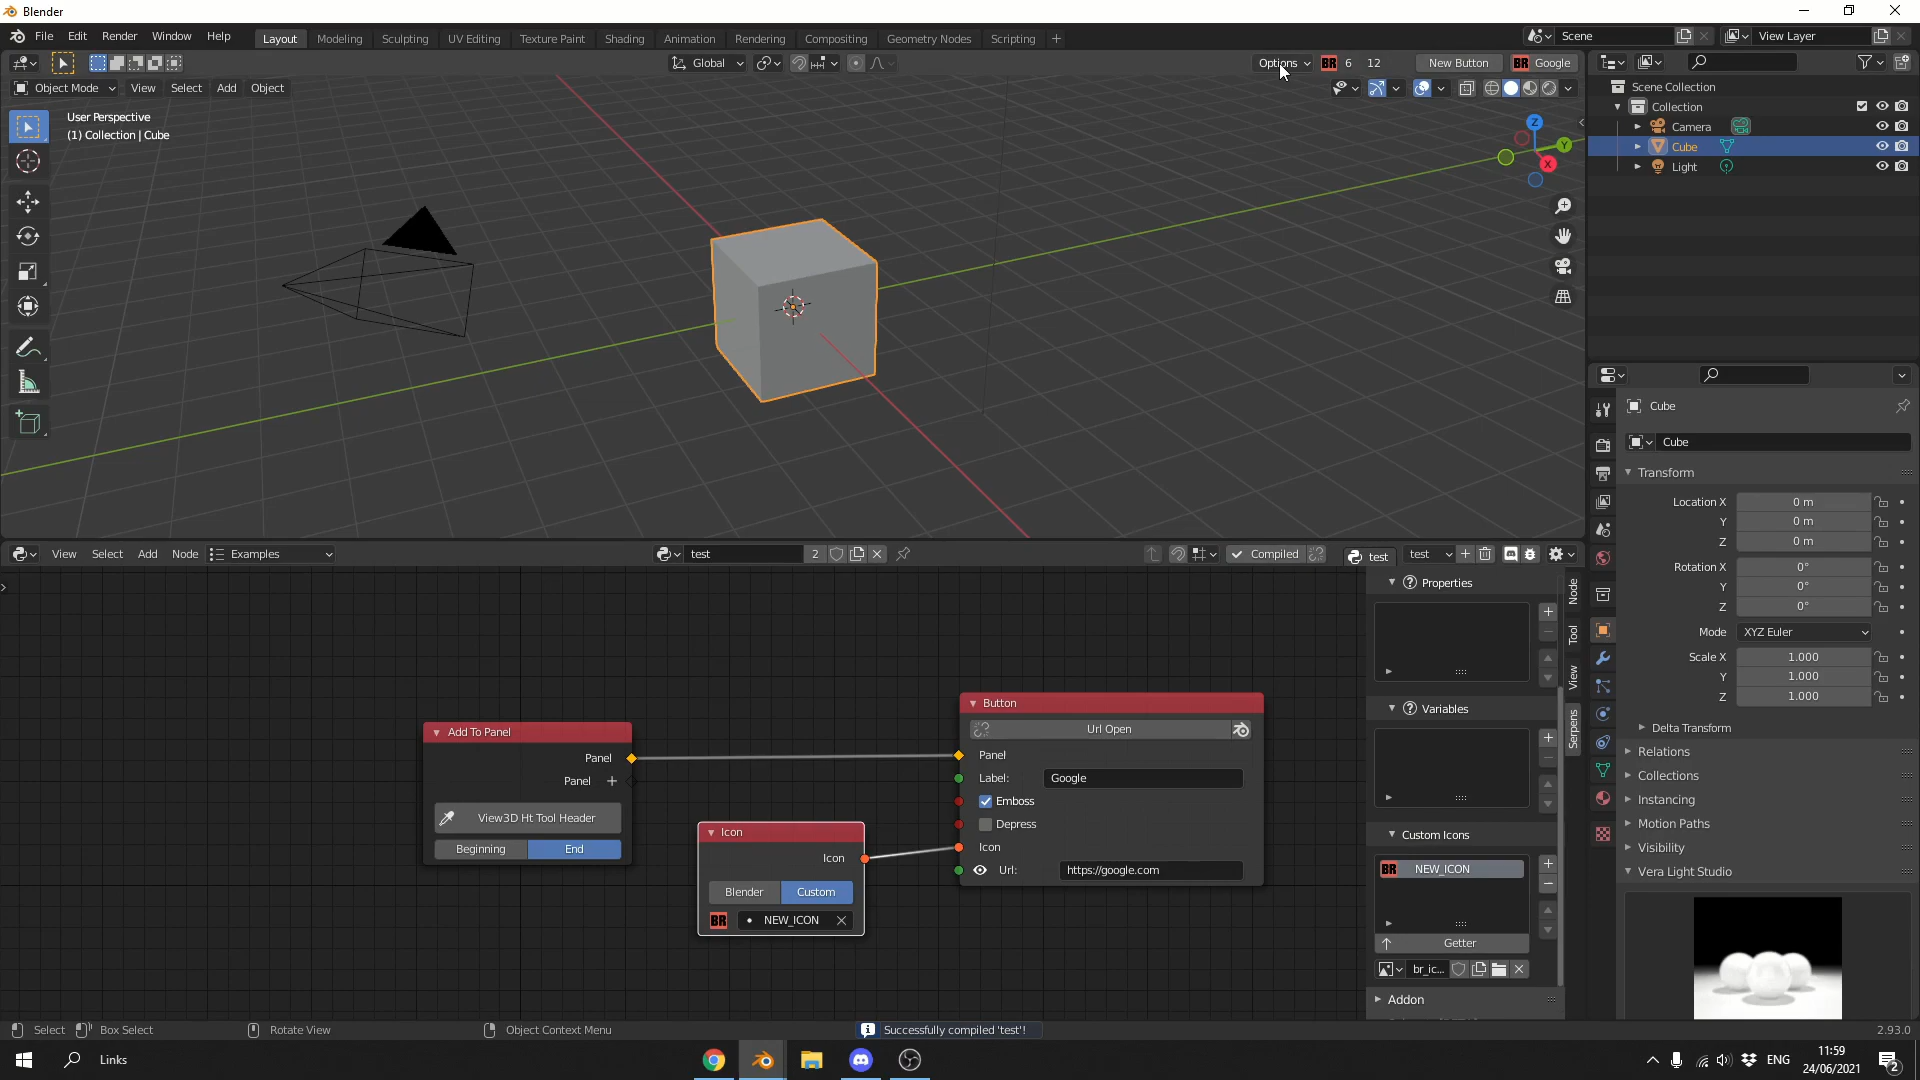 Blender
File Edit Render Window Help Layout Modeling Sculpting UV Editing Texture Paint Shading Animation Rendering Compositing Geometry Nodes Scripting + Scene View Layer
Global Options BR 6 12 New Button BR Google
Object Mode View Select Add Object
User Perspective
(1) Collection | Cube
Z
Y
X
Scene Collection
Collection
Camera
Cube
Light
Cube
Cube
Transform
Location X 0 m
Y 0 m
Z 0 m
Rotation X 0°
Y 0°
Z 0°
Mode XYZ Euler
Scale X 1.000
Y 1.000
Z 1.000
Delta Transform
Relations
Collections
Instancing
Motion Paths
Visibility
Vera Light Studio
View Select Add Node Examples test 2 Compiled test test
Add To Panel
Panel
Panel +
View3D Ht Tool Header
Beginning End
Icon
Icon
Blender Custom
BR NEW_ICON
Button
Url Open
Panel
Label: Google
Emboss
Depress
Icon
Url: https://google.com
Properties
Variables
Custom Icons
BR NEW_ICON
Getter
br_ic...
Addon
Node
Tool
View
Serpens
Select Box Select Rotate View Object Context Menu Successfully compiled 'test'! 2.93.0
Links ENG 11:59
24/06/2021 2